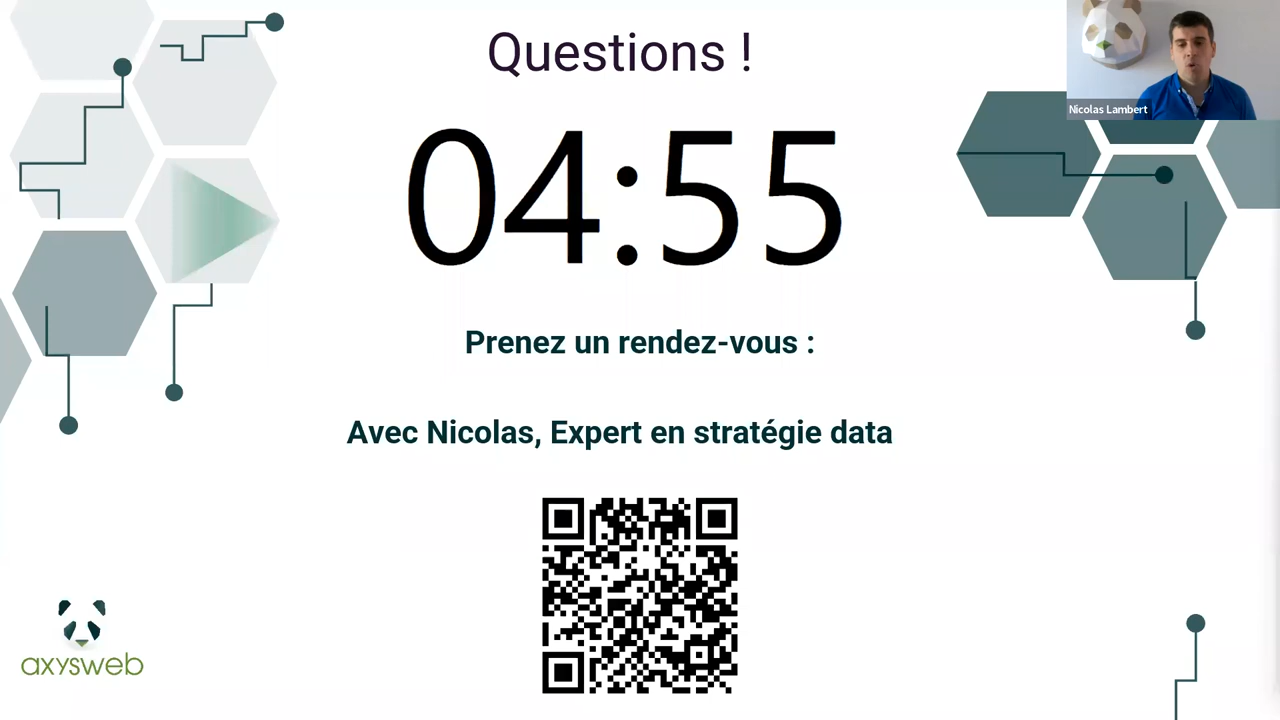 Questions !
Nicolas Lambert
04:55
Prenez un rendez-vous :
Avec Nicolas, Expert en stratégie data
axysweb